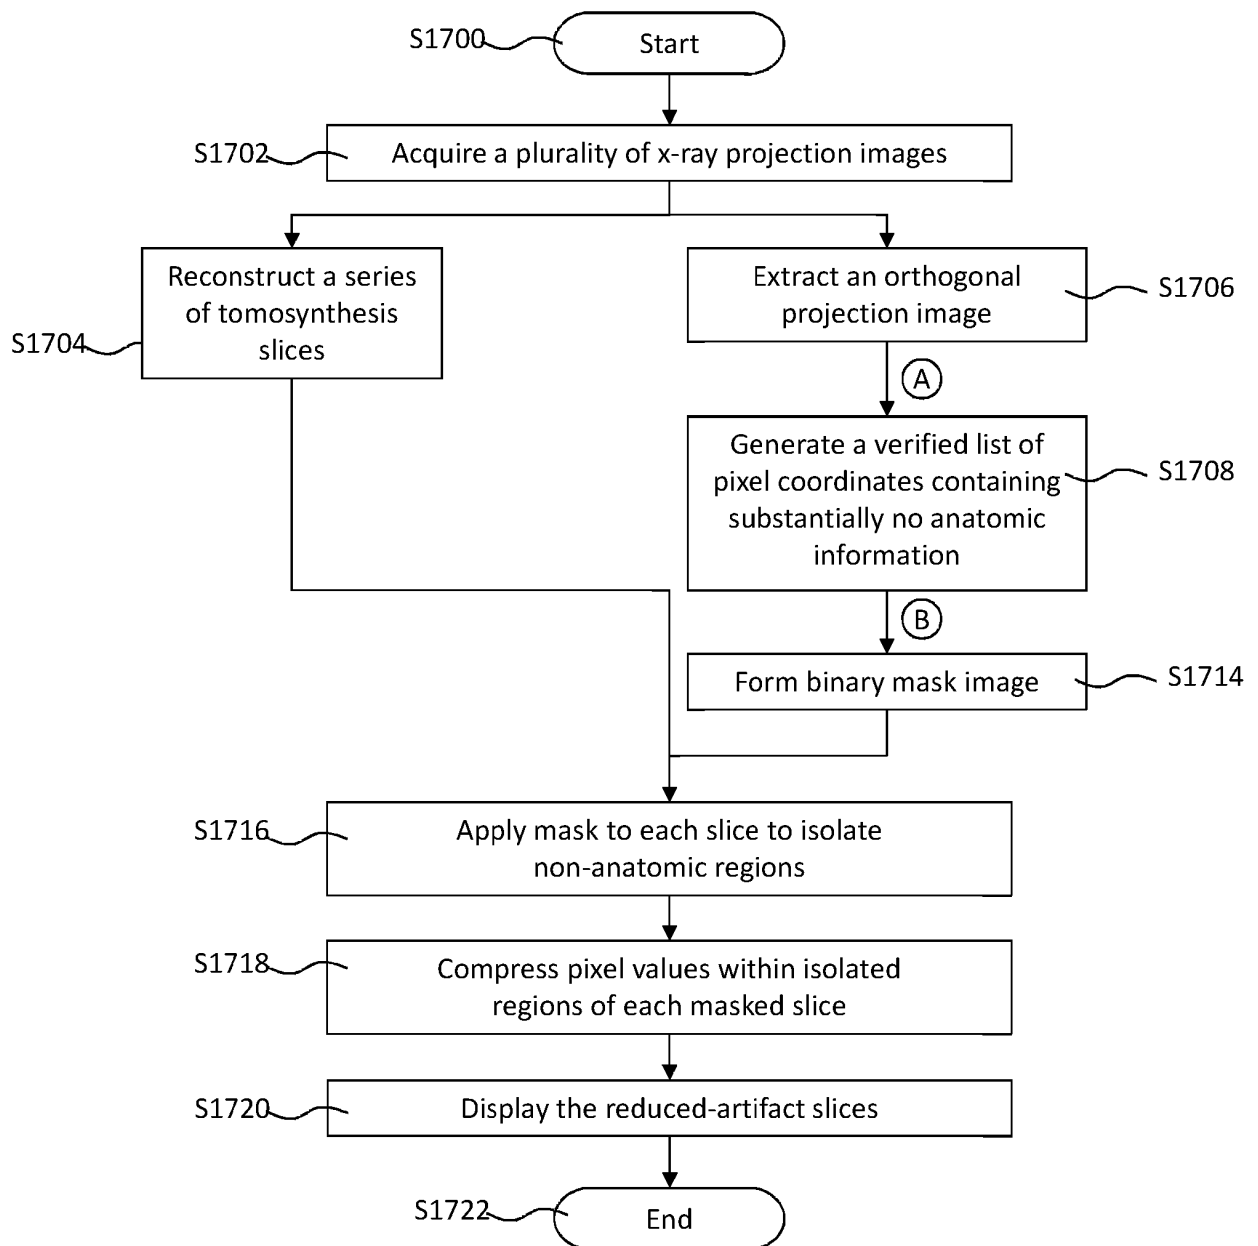 S1700
Start
S1702
Acquire a plurality of x-ray projection images
Reconstruct a series
of tomosynthesis
slices
S1704
Extract an orthogonal
projection image
S1706
A
Generate a verified list of
pixel coordinates containing
substantially no anatomic
information
S1708
B
Form binary mask image
S1714
S1716
Apply mask to each slice to isolate
non-anatomic regions
S1718
Compress pixel values within isolated
regions of each masked slice
S1720
Display the reduced-artifact slices
S1722
End